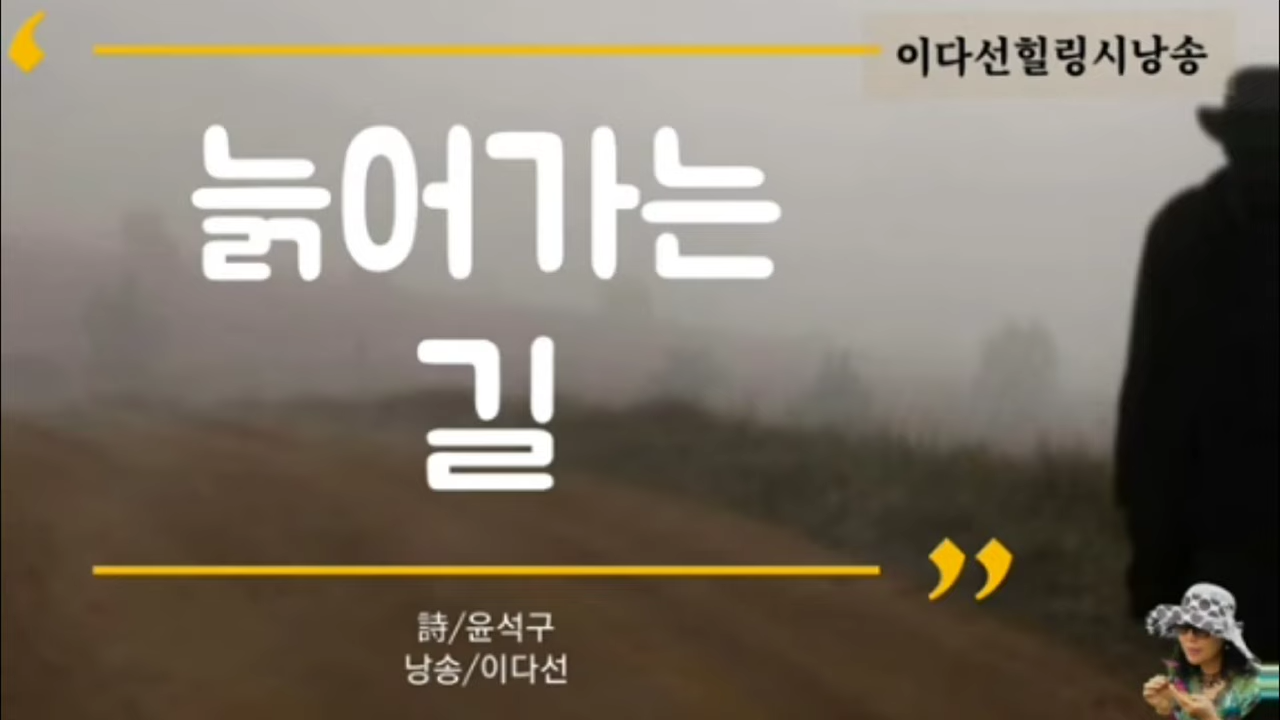 이다선힐링시낭송
늙어가는
길
詩/윤석구
낭송/이다선